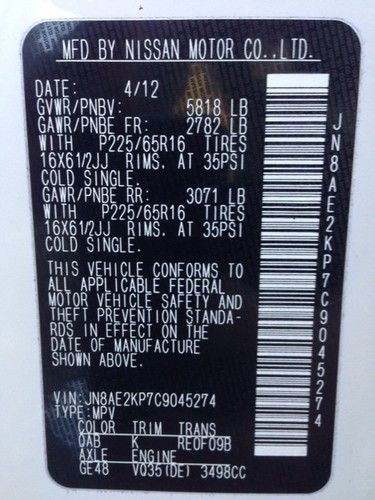 MFD BY NISSAN MOTOR CO.,LTD.
DATE: 4/12
GVWR/PNBV: 5818 LB
GAWR/PNBE FR: 2782 LB
WITH P225/65R16 TIRES
16X61/2JJ RIMS. AT 35PSI
COLD SINGLE.
GAWR/PNBE RR: 3071 LB
WITH P225/65R16 TIRES
16X61/2JJ RIMS. AT 35PSI
COLD SINGLE.
THIS VEHICLE CONFORMS TO
ALL APPLICABLE FEDERAL
MOTOR VEHICLE SAFETY AND
THEFT PREVENTION STANDA-
RDS IN EFFECT ON THE
DATE OF MANUFACTURE
SHOWN ABOVE.
VIN:JN8AE2KP7C9045274
TYPE:MPV
COLOR TRIM TRANS
QAB K RE0F09B
AXLE ENGINE
GE48 VQ35(DE) 3498CC
JN8AE2KP7C9045274